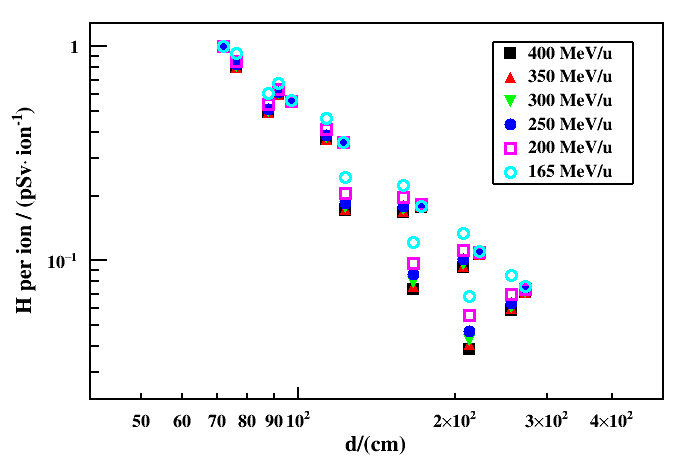 H per ion / (pSv· ion⁻¹)
1
10⁻¹
400 MeV/u
350 MeV/u
300 MeV/u
250 MeV/u
200 MeV/u
165 MeV/u
50 60 70 80 90 10² 2×10² 3×10² 4×10²
d/(cm)